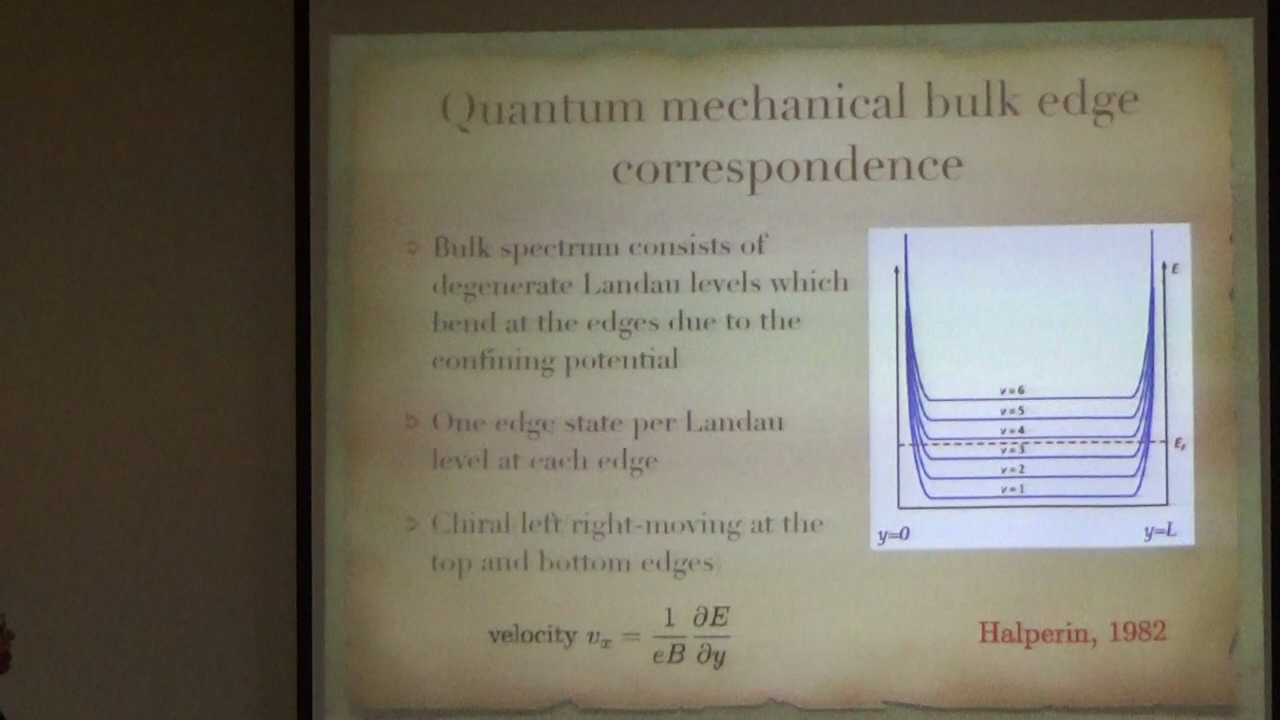 Quantum mechanical bulk edge
correspondence
Bulk spectrum consists of
degenerate Landau levels which
bend at the edges due to the
confining potential
One edge state per Landau
level at each edge
Chiral left right-moving at the
top and bottom edges
velocity vₓ = 1/eB ∂E/∂y
E
ν=6
ν=5
ν=4
E_F
ν=3
ν=2
ν=1
y=0
y=L
Halperin, 1982